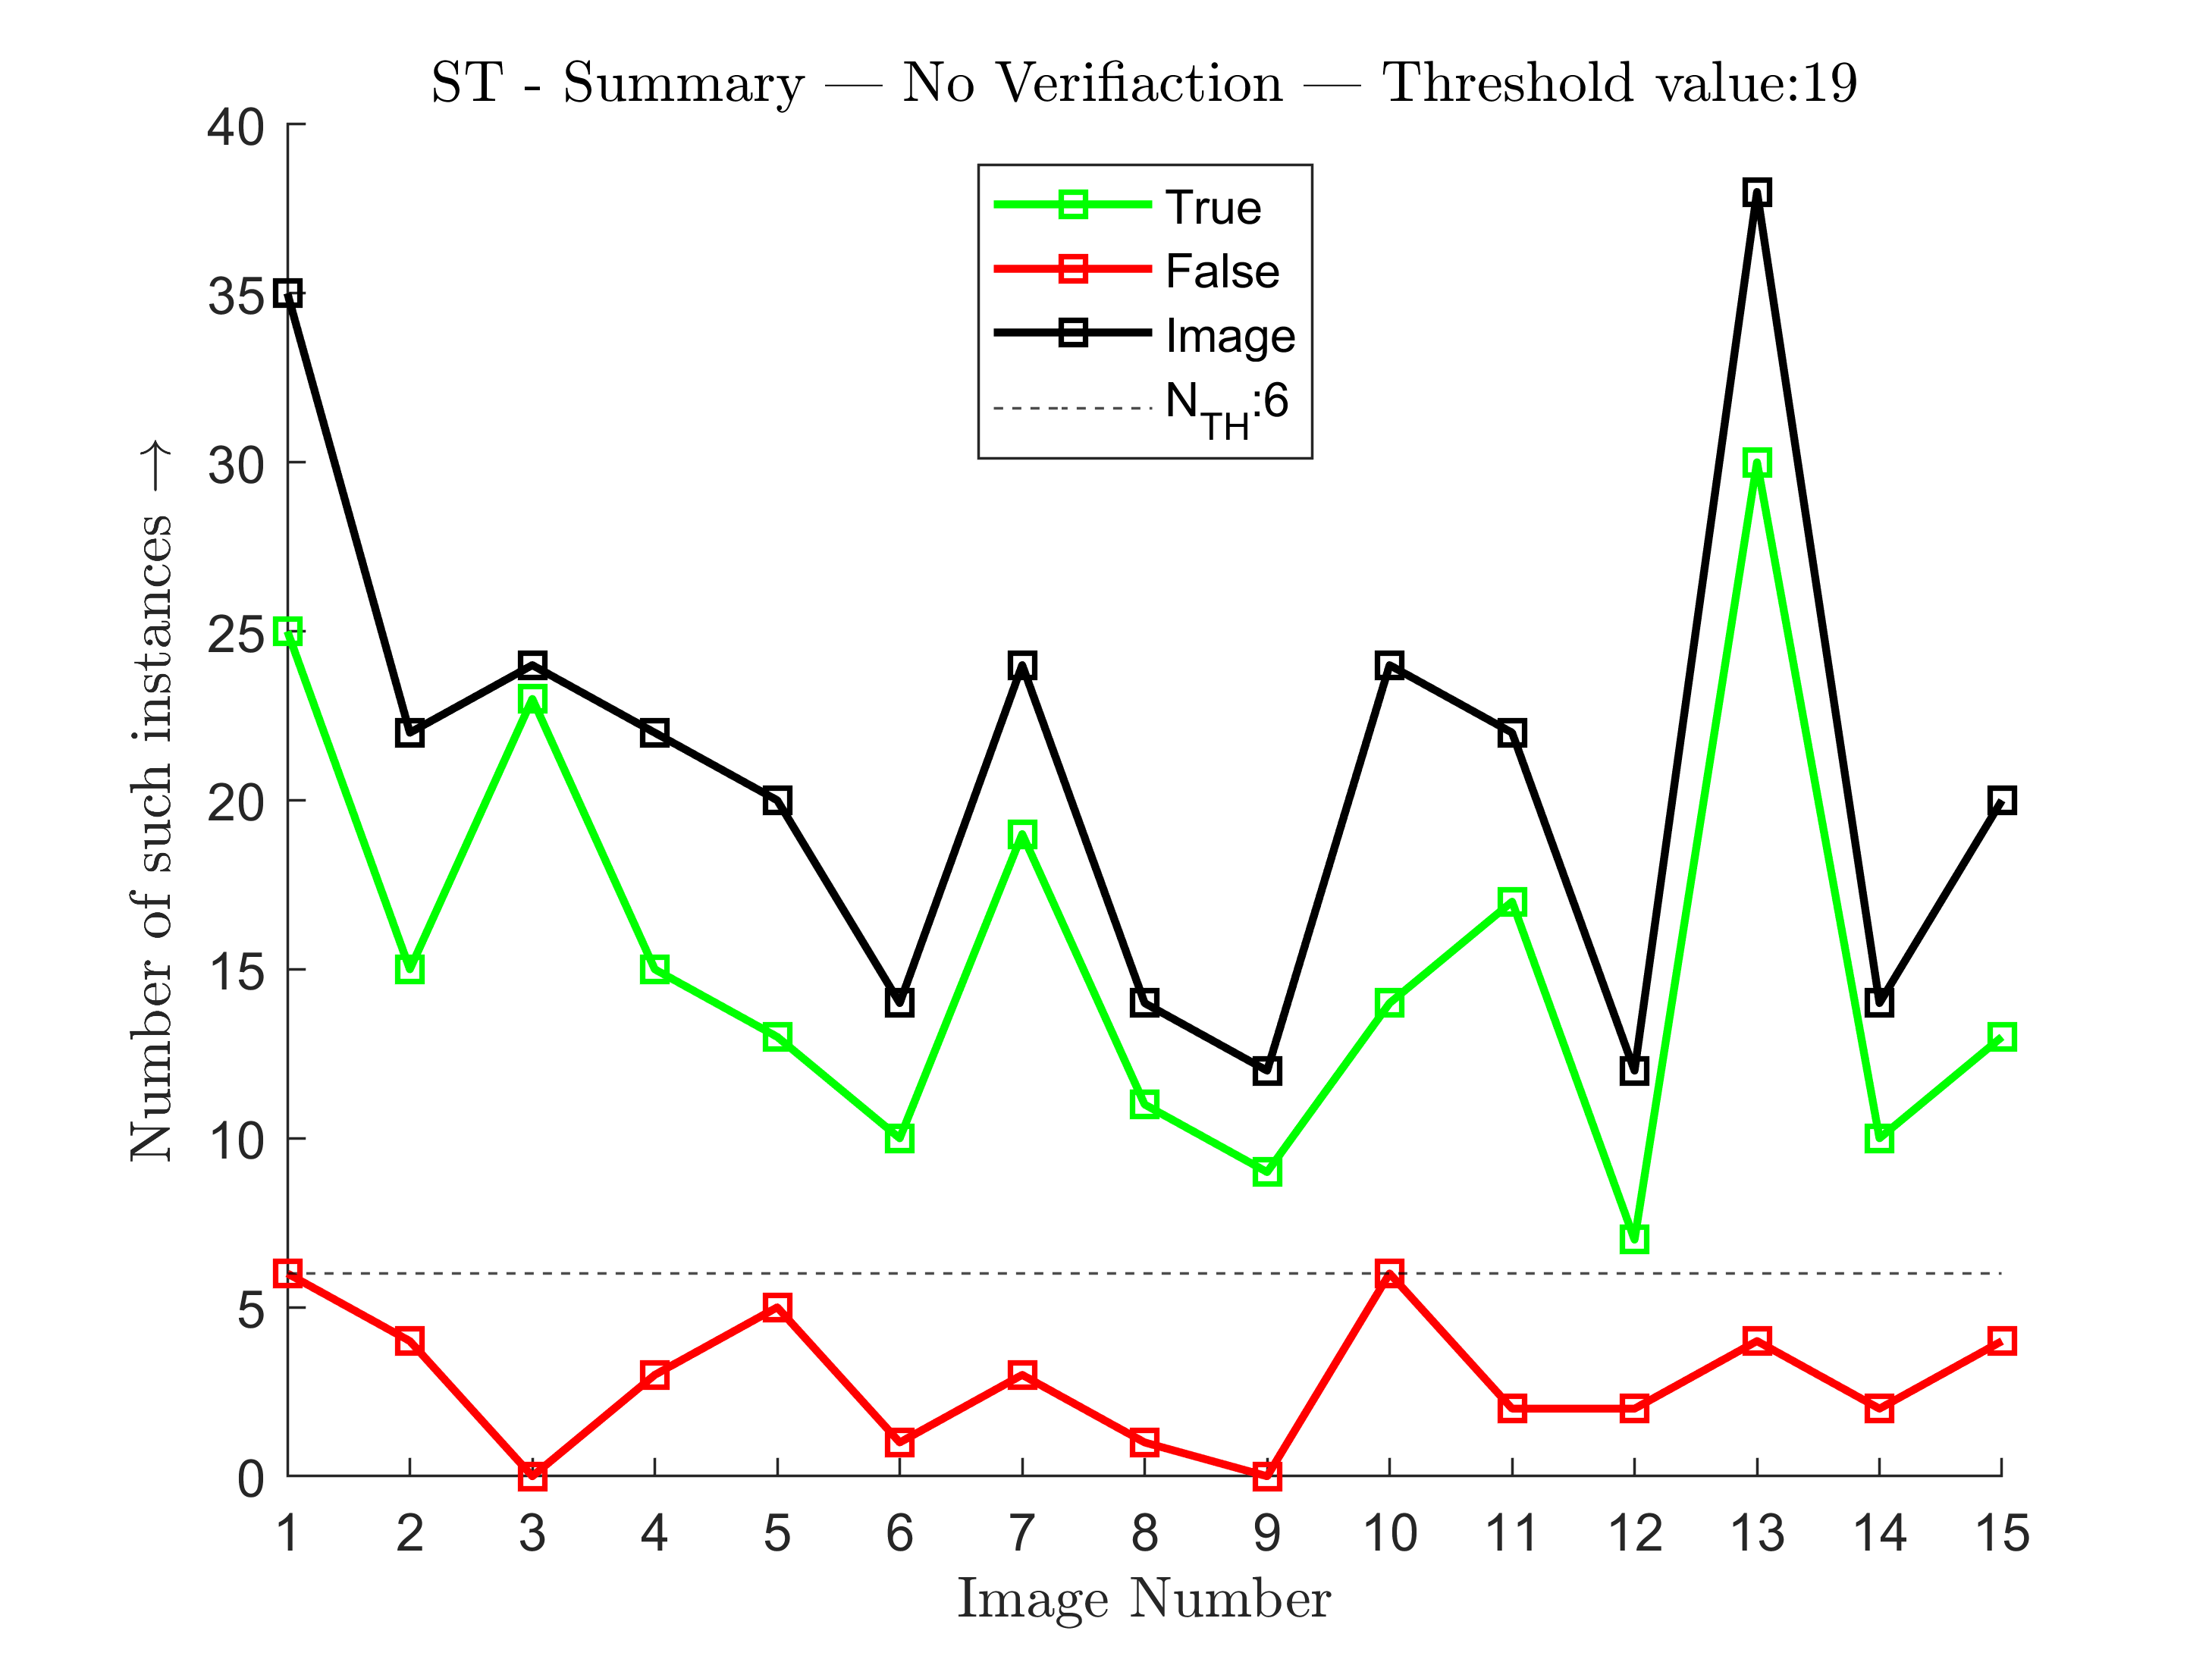 ST - Summary — No Verifiaction — Threshold value:19
40
35
30
25
20
15
10
5
0
Number of such instances →
True
False
Image
N_TH:6
1 2 3 4 5 6 7 8 9 10 11 12 13 14 15
Image Number